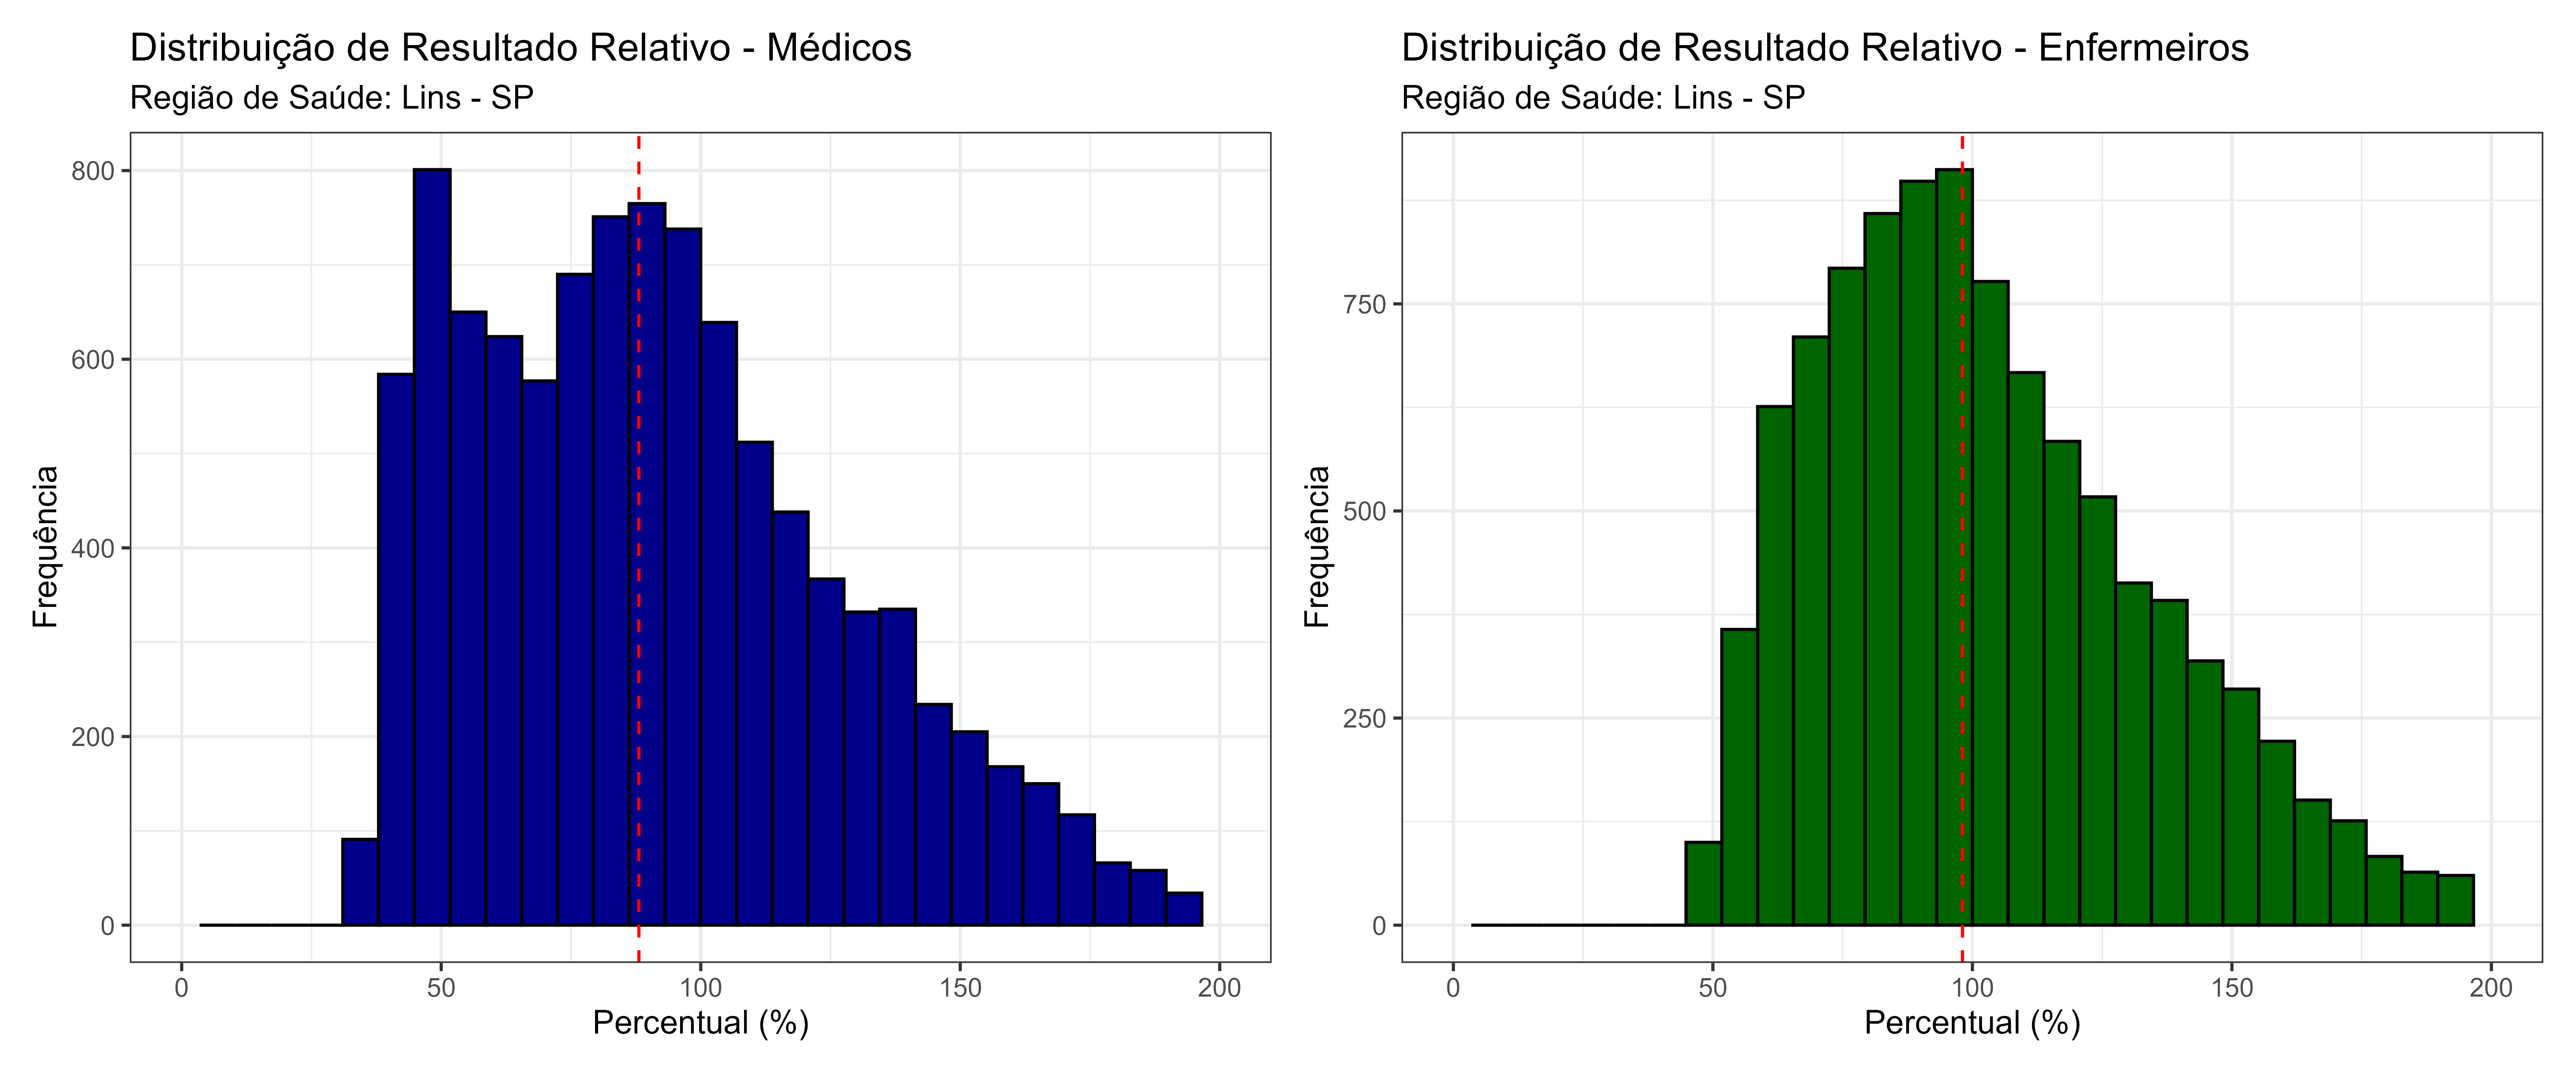 Distribuição de Resultado Relativo - Médicos
Região de Saúde: Lins - SP
Frequência
800
600
400
200
0
0 50 100 150 200
Percentual (%)
Distribuição de Resultado Relativo - Enfermeiros
Região de Saúde: Lins - SP
Frequência
750
500
250
0
0 50 100 150 200
Percentual (%)